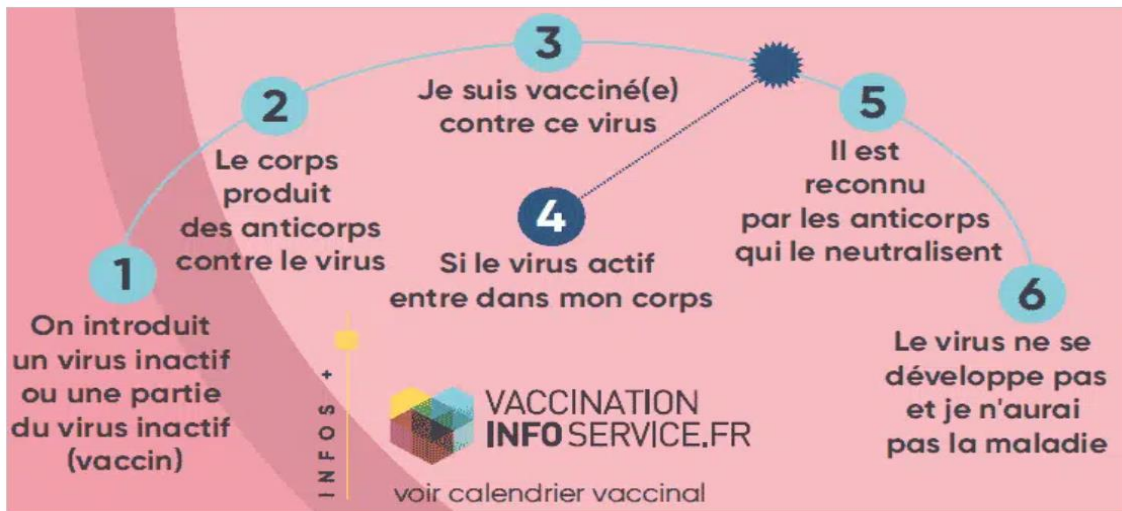 1
On introduit
un virus inactif
ou une partie
du virus inactif
(vaccin)
2
Le corps
produit
des anticorps
contre le virus
3
Je suis vacciné(e)
contre ce virus
4
Si le virus actif
entre dans mon corps
5
Il est
reconnu
par les anticorps
qui le neutralisent
6
Le virus ne se
développe pas
et je n'aurai
pas la maladie
INFOS +
VACCINATION
INFO SERVICE.FR
voir calendrier vaccinal